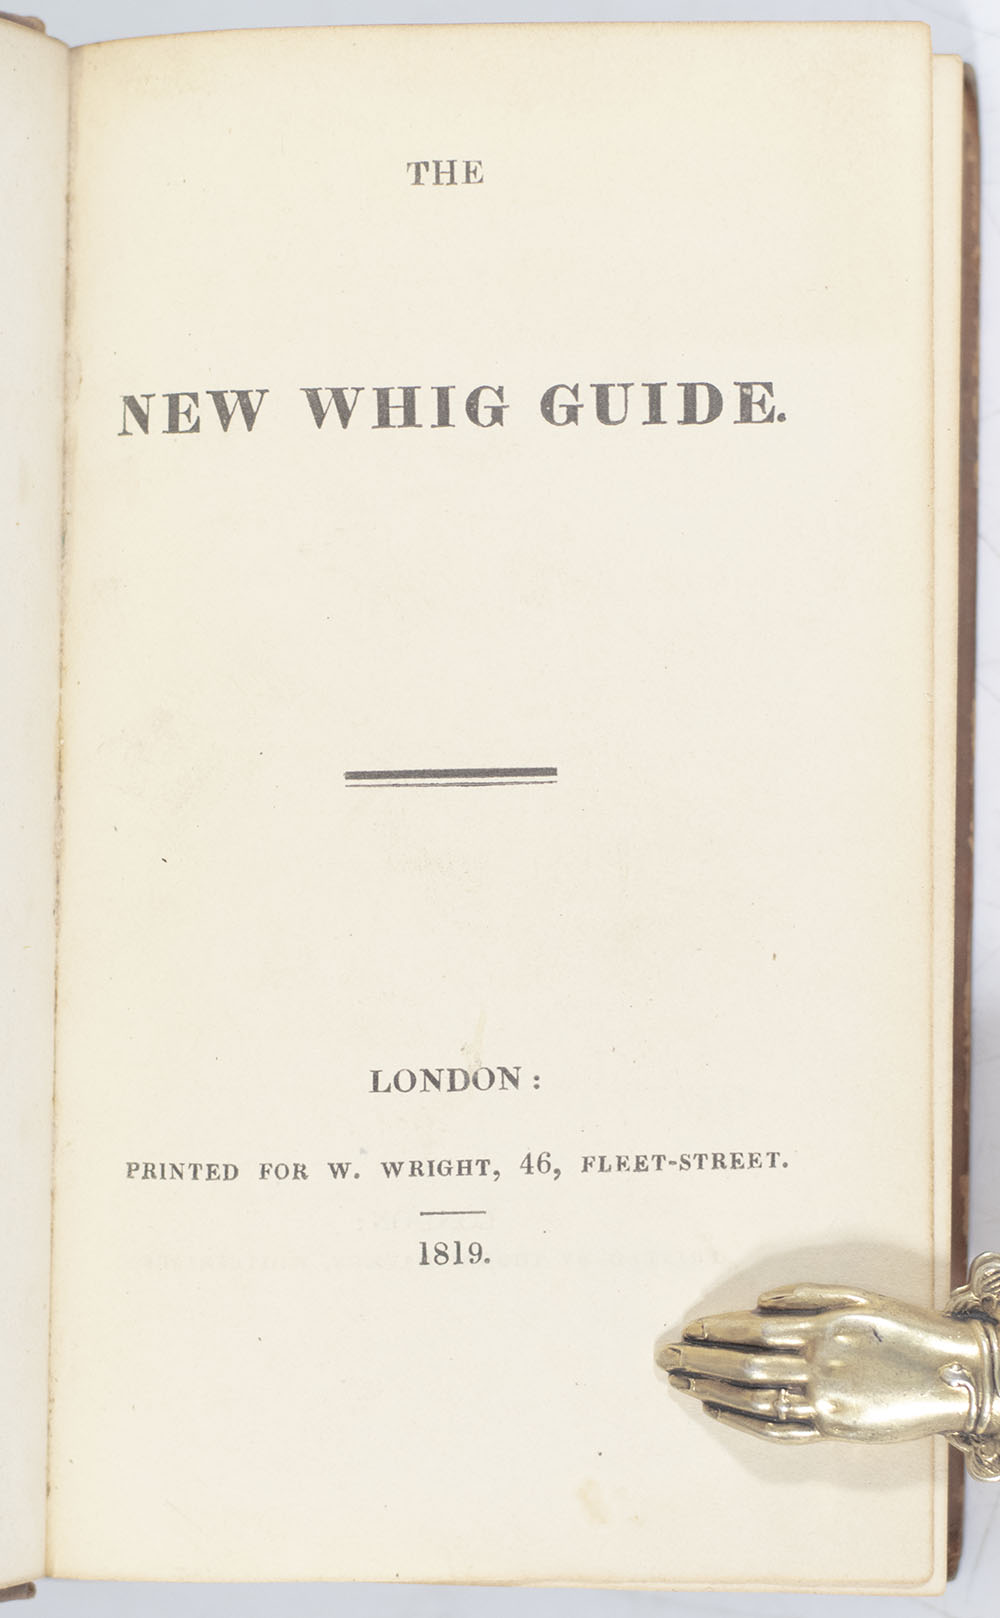 THE
NEW WHIG GUIDE.
LONDON:
PRINTED FOR W. WRIGHT, 46, FLEET-STREET.
1819.